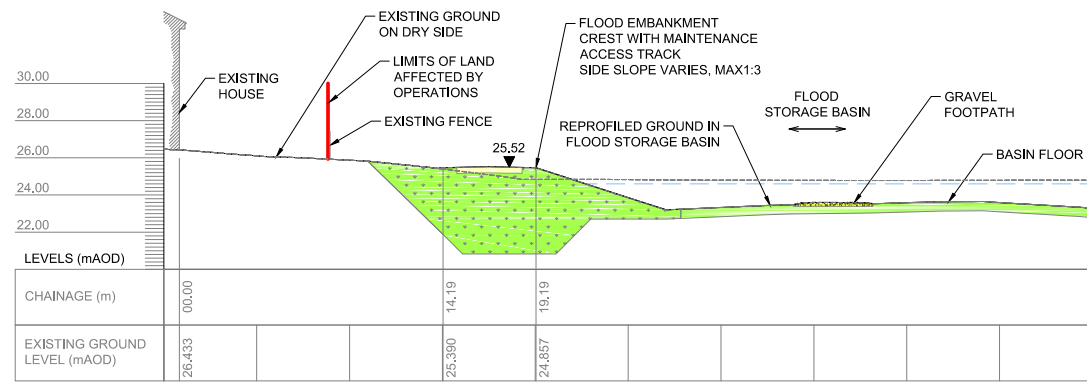 EXISTING GROUND
ON DRY SIDE
FLOOD EMBANKMENT
CREST WITH MAINTENANCE
ACCESS TRACK
SIDE SLOPE VARIES, MAX1:3
LIMITS OF LAND
AFFECTED BY
OPERATIONS
EXISTING
HOUSE
EXISTING FENCE
FLOOD
STORAGE BASIN
GRAVEL
FOOTPATH
REPROFILED GROUND IN
FLOOD STORAGE BASIN
BASIN FLOOR
25.52
30.00
28.00
26.00
24.00
22.00
LEVELS (mAOD)
CHAINAGE (m)
00.00
14.19
19.19
EXISTING GROUND
LEVEL (mAOD)
26.433
25.390
24.857